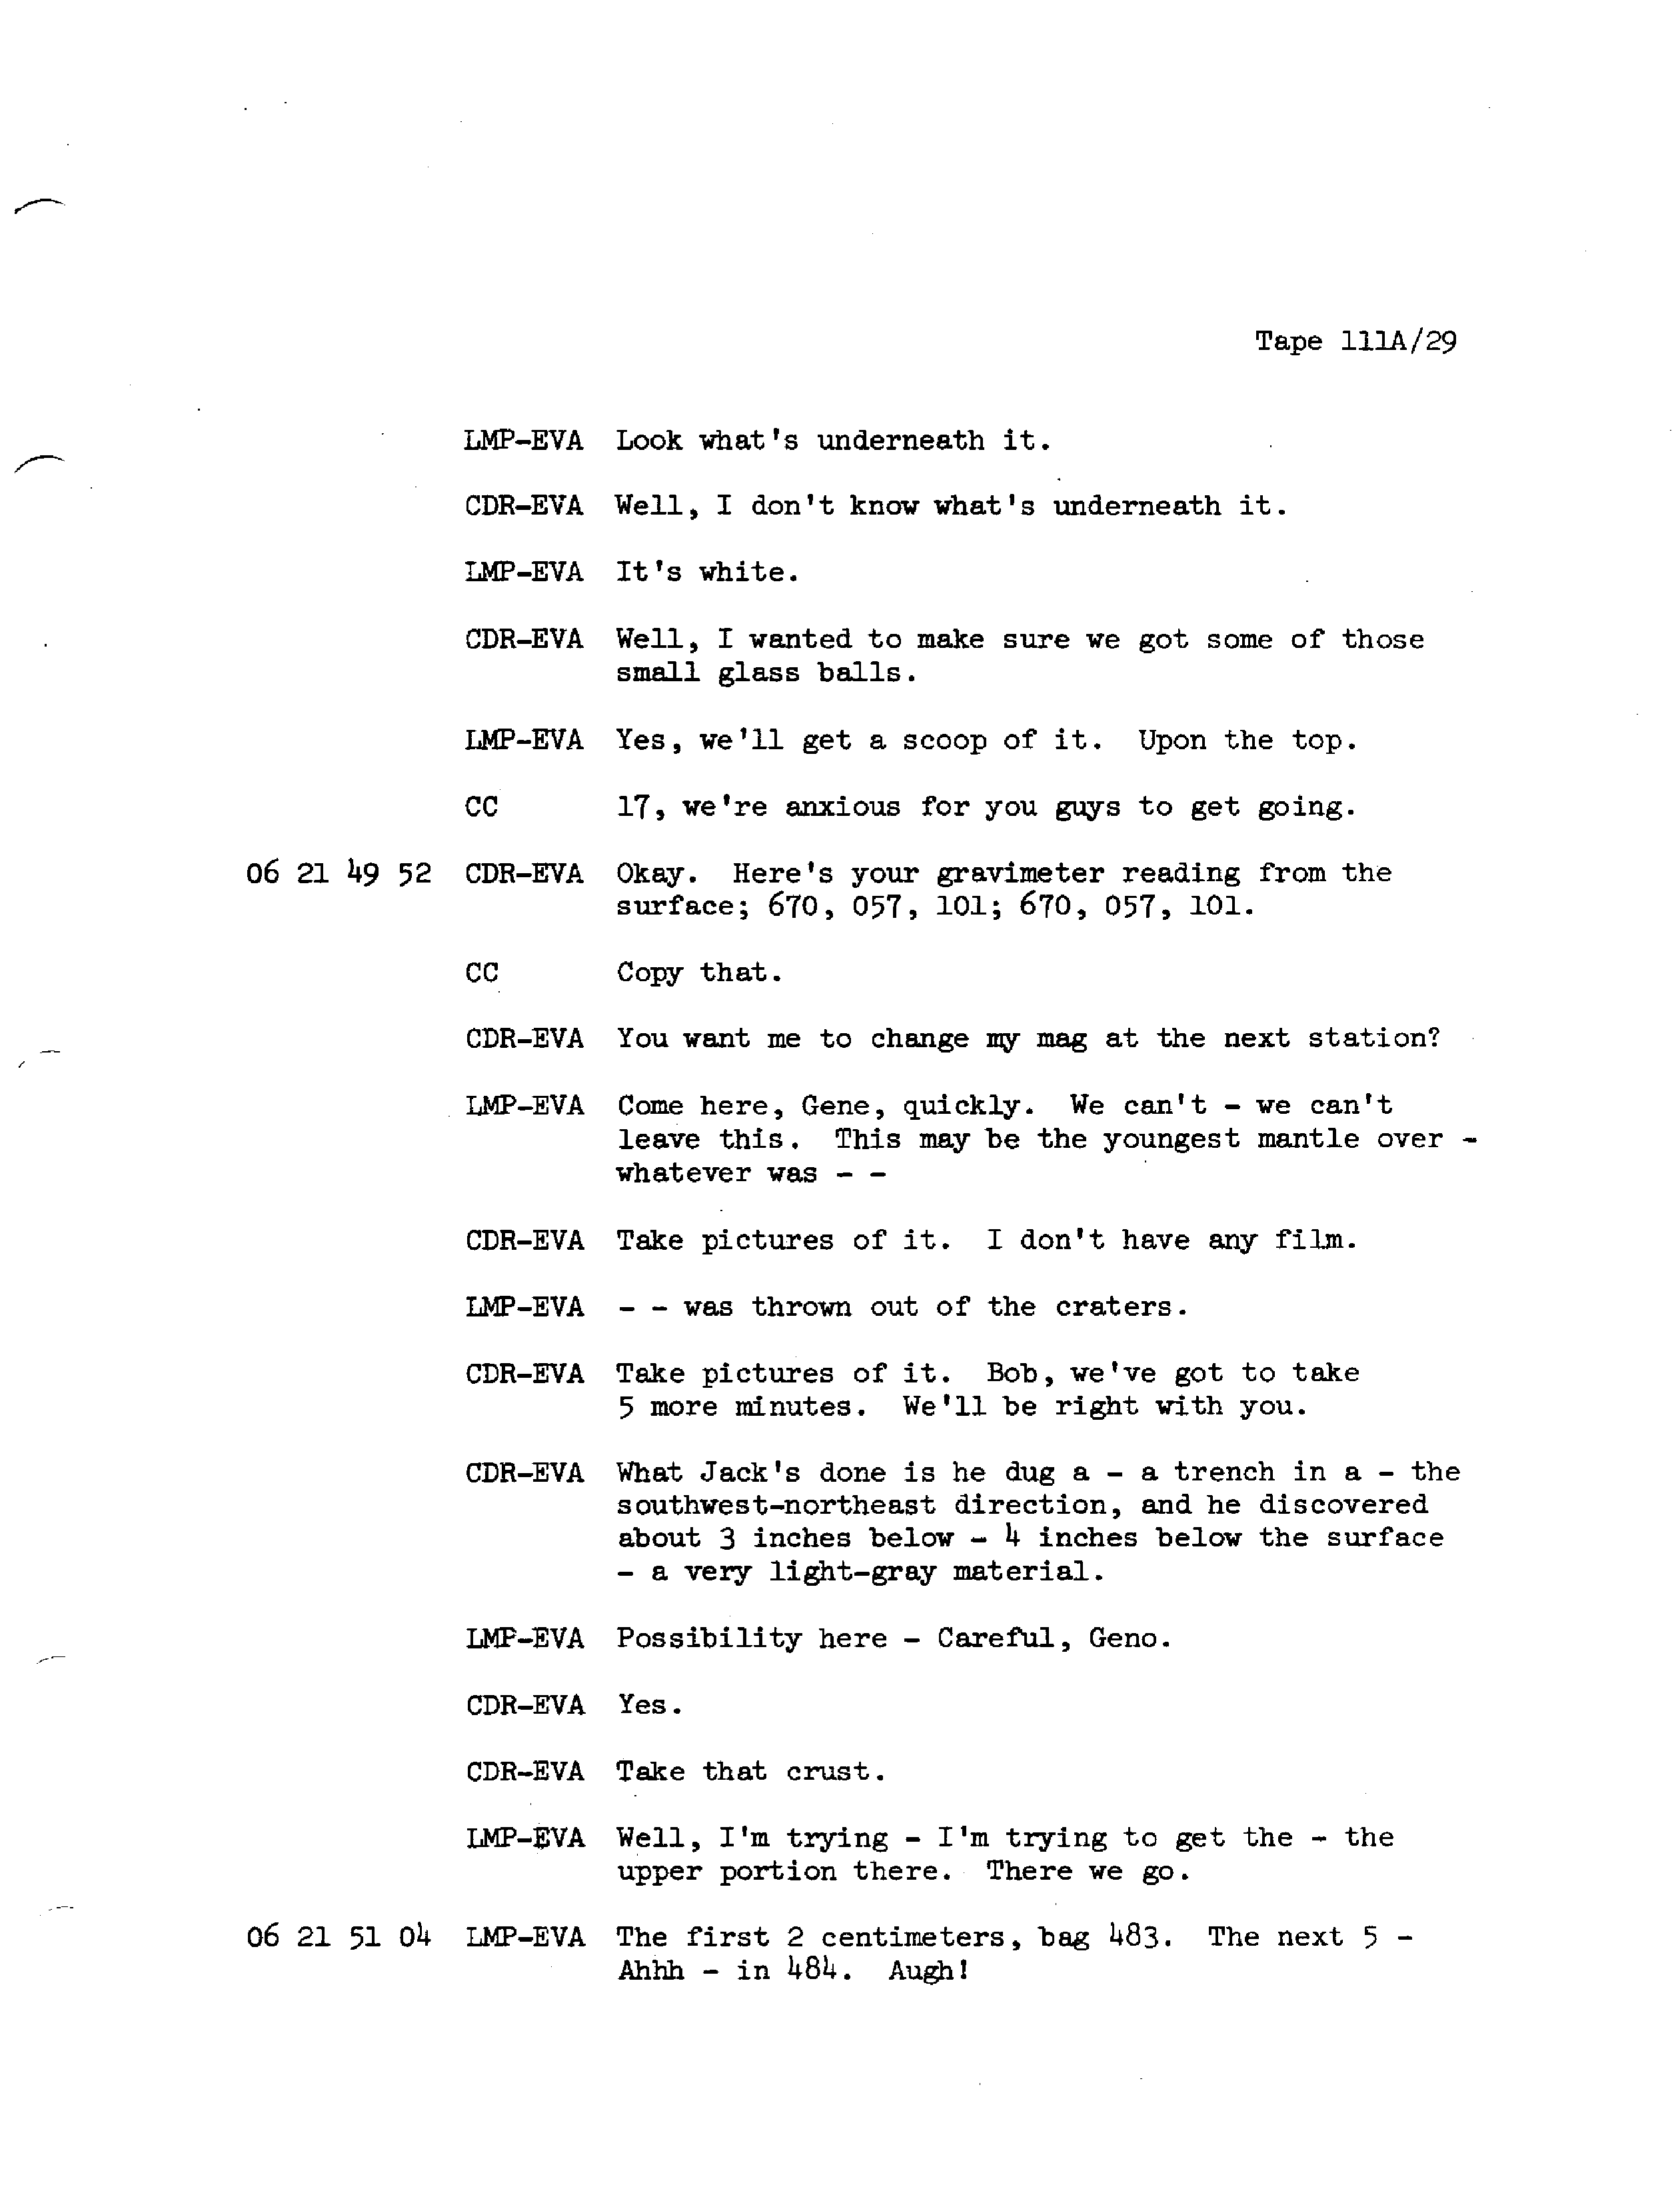 Tape 111A/29
LMP-EVA Look what's underneath it.
CDR-EVA Well, I don't know what's underneath it.
LMP-EVA It's white.
CDR-EVA Well, I wanted to make sure we got some of those
small glass balls.
LMP-EVA Yes, we'll get a scoop of it. Upon the top.
CC 17, we're anxious for you guys to get going.
06 21 49 52 CDR-EVA Okay. Here's your gravimeter reading from the
surface; 670, 057, 101; 670, 057, 101.
CC Copy that.
CDR-EVA You want me to change my mag at the next station?
LMP-EVA Come here, Gene, quickly. We can't - we can't
leave this. This may be the youngest mantle over -
whatever was - -
CDR-EVA Take pictures of it. I don't have any film.
LMP-EVA - - was thrown out of the craters.
CDR-EVA Take pictures of it. Bob, we've got to take
5 more minutes. We'll be right with you.
CDR-EVA What Jack's done is he dug a - a trench in a - the
southwest-northeast direction, and he discovered
about 3 inches below - 4 inches below the surface
- a very light-gray material.
LMP-EVA Possibility here - Careful, Geno.
CDR-EVA Yes.
CDR-EVA Take that crust.
LMP-EVA Well, I'm trying - I'm trying to get the - the
upper portion there. There we go.
06 21 51 04 LMP-EVA The first 2 centimeters, bag 483. The next 5 -
Ahhh - in 484. Augh!